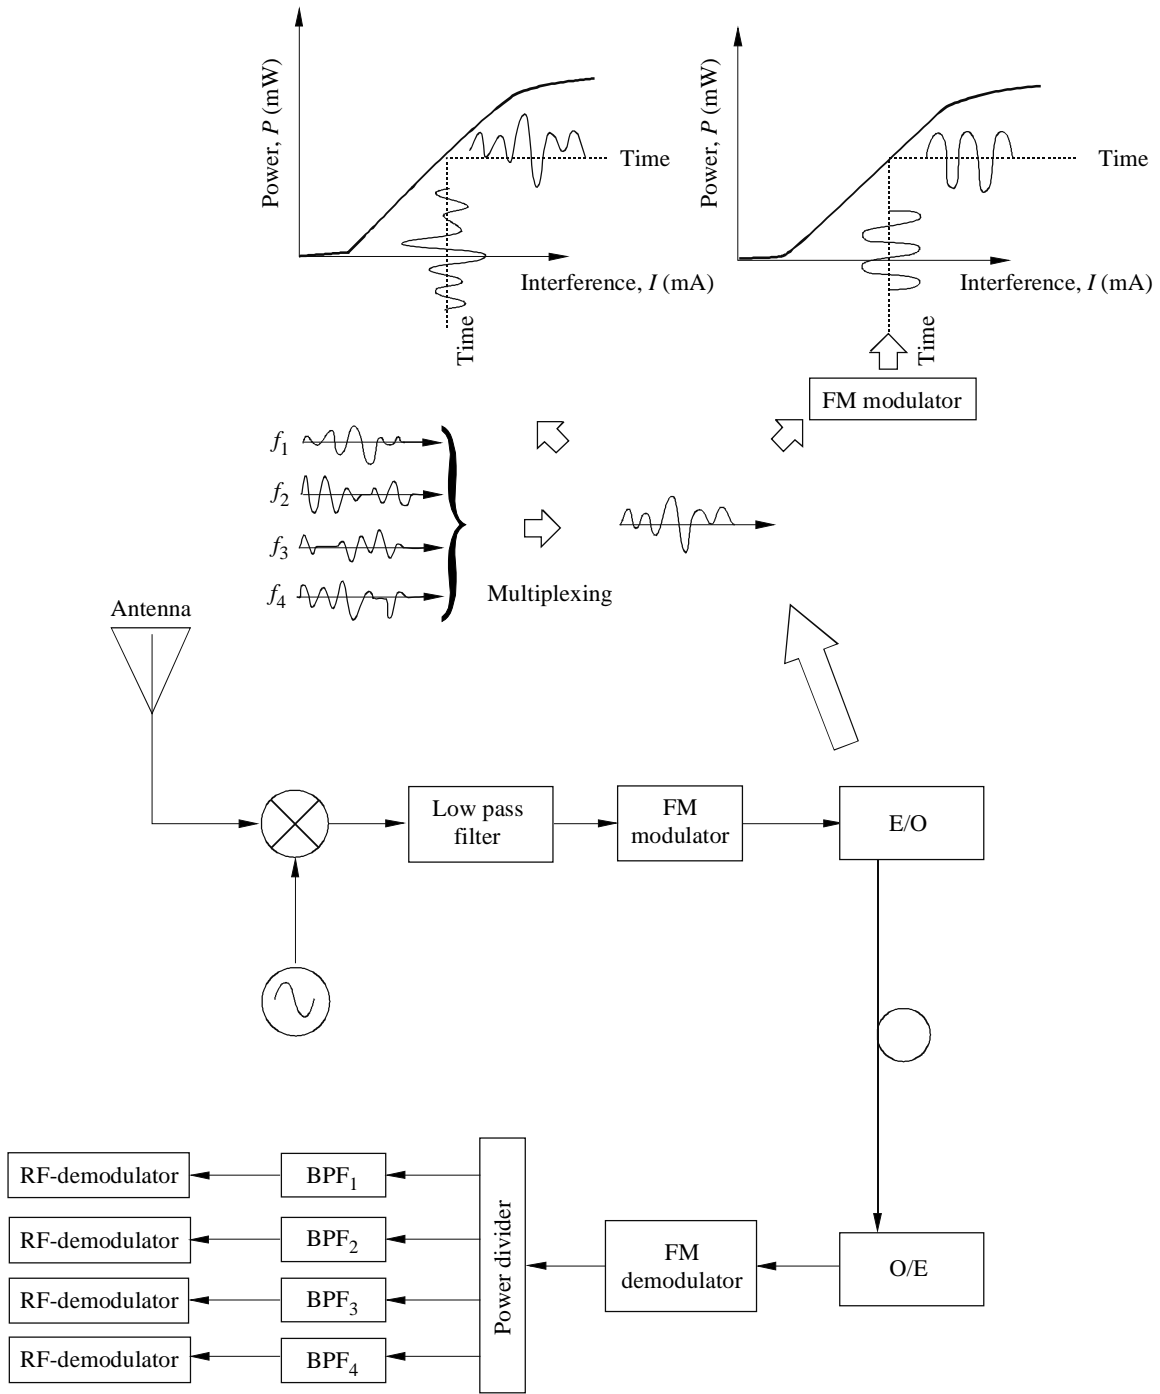 Power, P (mW)
Time
Interference, I (mA)
Time
Power, P (mW)
Time
Interference, I (mA)
Time
FM modulator
f1
f2
f3
f4
Multiplexing
Antenna
Low pass
filter
FM
modulator
E/O
RF-demodulator
BPF1
RF-demodulator
BPF2
RF-demodulator
BPF3
RF-demodulator
BPF4
Power divider
FM
demodulator
O/E